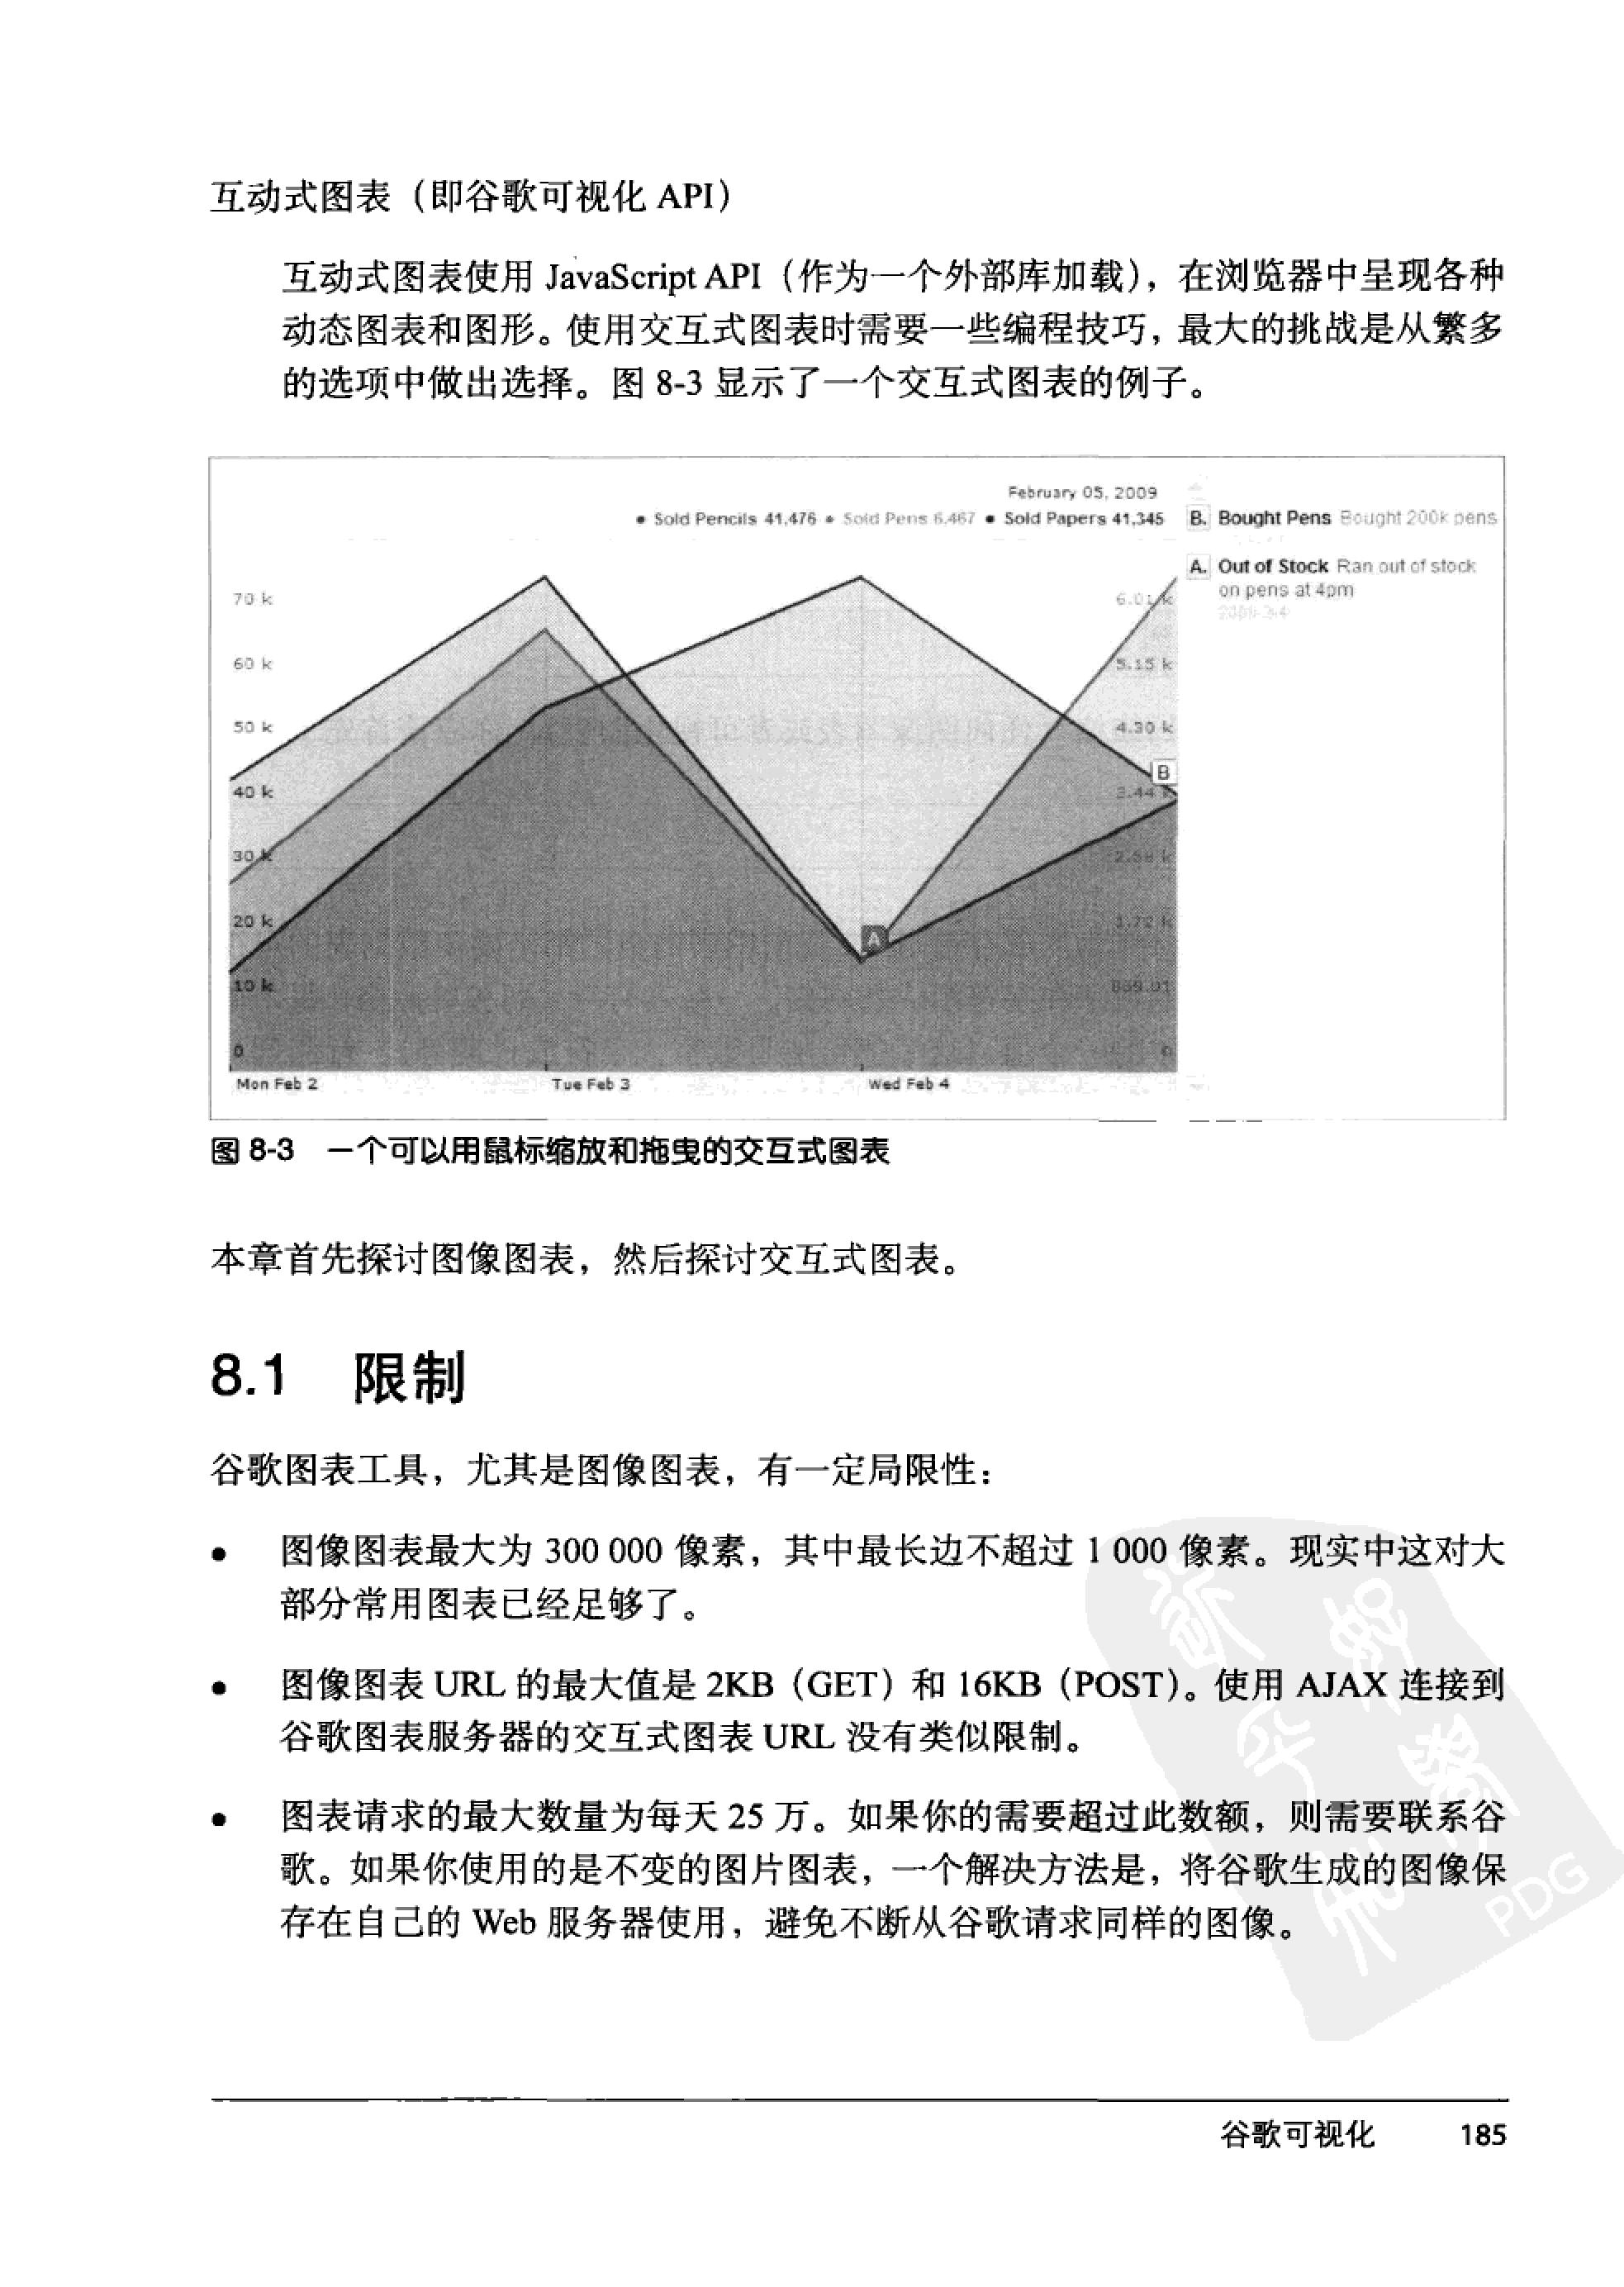 互动式图表（即谷歌可视化 API）
互动式图表使用 JavaScript API（作为一个外部库加载），在浏览器中呈现各种
动态图表和图形。使用交互式图表时需要一些编程技巧，最大的挑战是从繁多
的选项中做出选择。图 8-3 显示了一个交互式图表的例子。
February 05, 2009
● Sold Pencils 41,476 ● Sold Pens 6,467 ● Sold Papers 41,345
B. Bought Pens Bought 200k pens
A. Out of Stock Ran out of stock
on pens at 4pm
70 k
6.01 k
60 k
5.15 k
50 k
4.30 k
B
40 k
3.44 k
30 k
2.58 k
20 k
1.72 k
A
10 k
859.01
0
0
Mon Feb 2
Tue Feb 3
Wed Feb 4
图 8-3 一个可以用鼠标缩放和拖曳的交互式图表
本章首先探讨图像图表，然后探讨交互式图表。
8.1 限制
谷歌图表工具，尤其是图像图表，有一定局限性：
● 图像图表最大为 300 000 像素，其中最长边不超过 1 000 像素。现实中这对大
部分常用图表已经足够了。
● 图像图表 URL 的最大值是 2KB（GET）和 16KB（POST）。使用 AJAX 连接到
谷歌图表服务器的交互式图表 URL 没有类似限制。
● 图表请求的最大数量为每天 25 万。如果你的需要超过此数额，则需要联系谷
歌。如果你使用的是不变的图片图表，一个解决方法是，将谷歌生成的图像保
存在自己的 Web 服务器使用，避免不断从谷歌请求同样的图像。
PDG
谷歌可视化 185